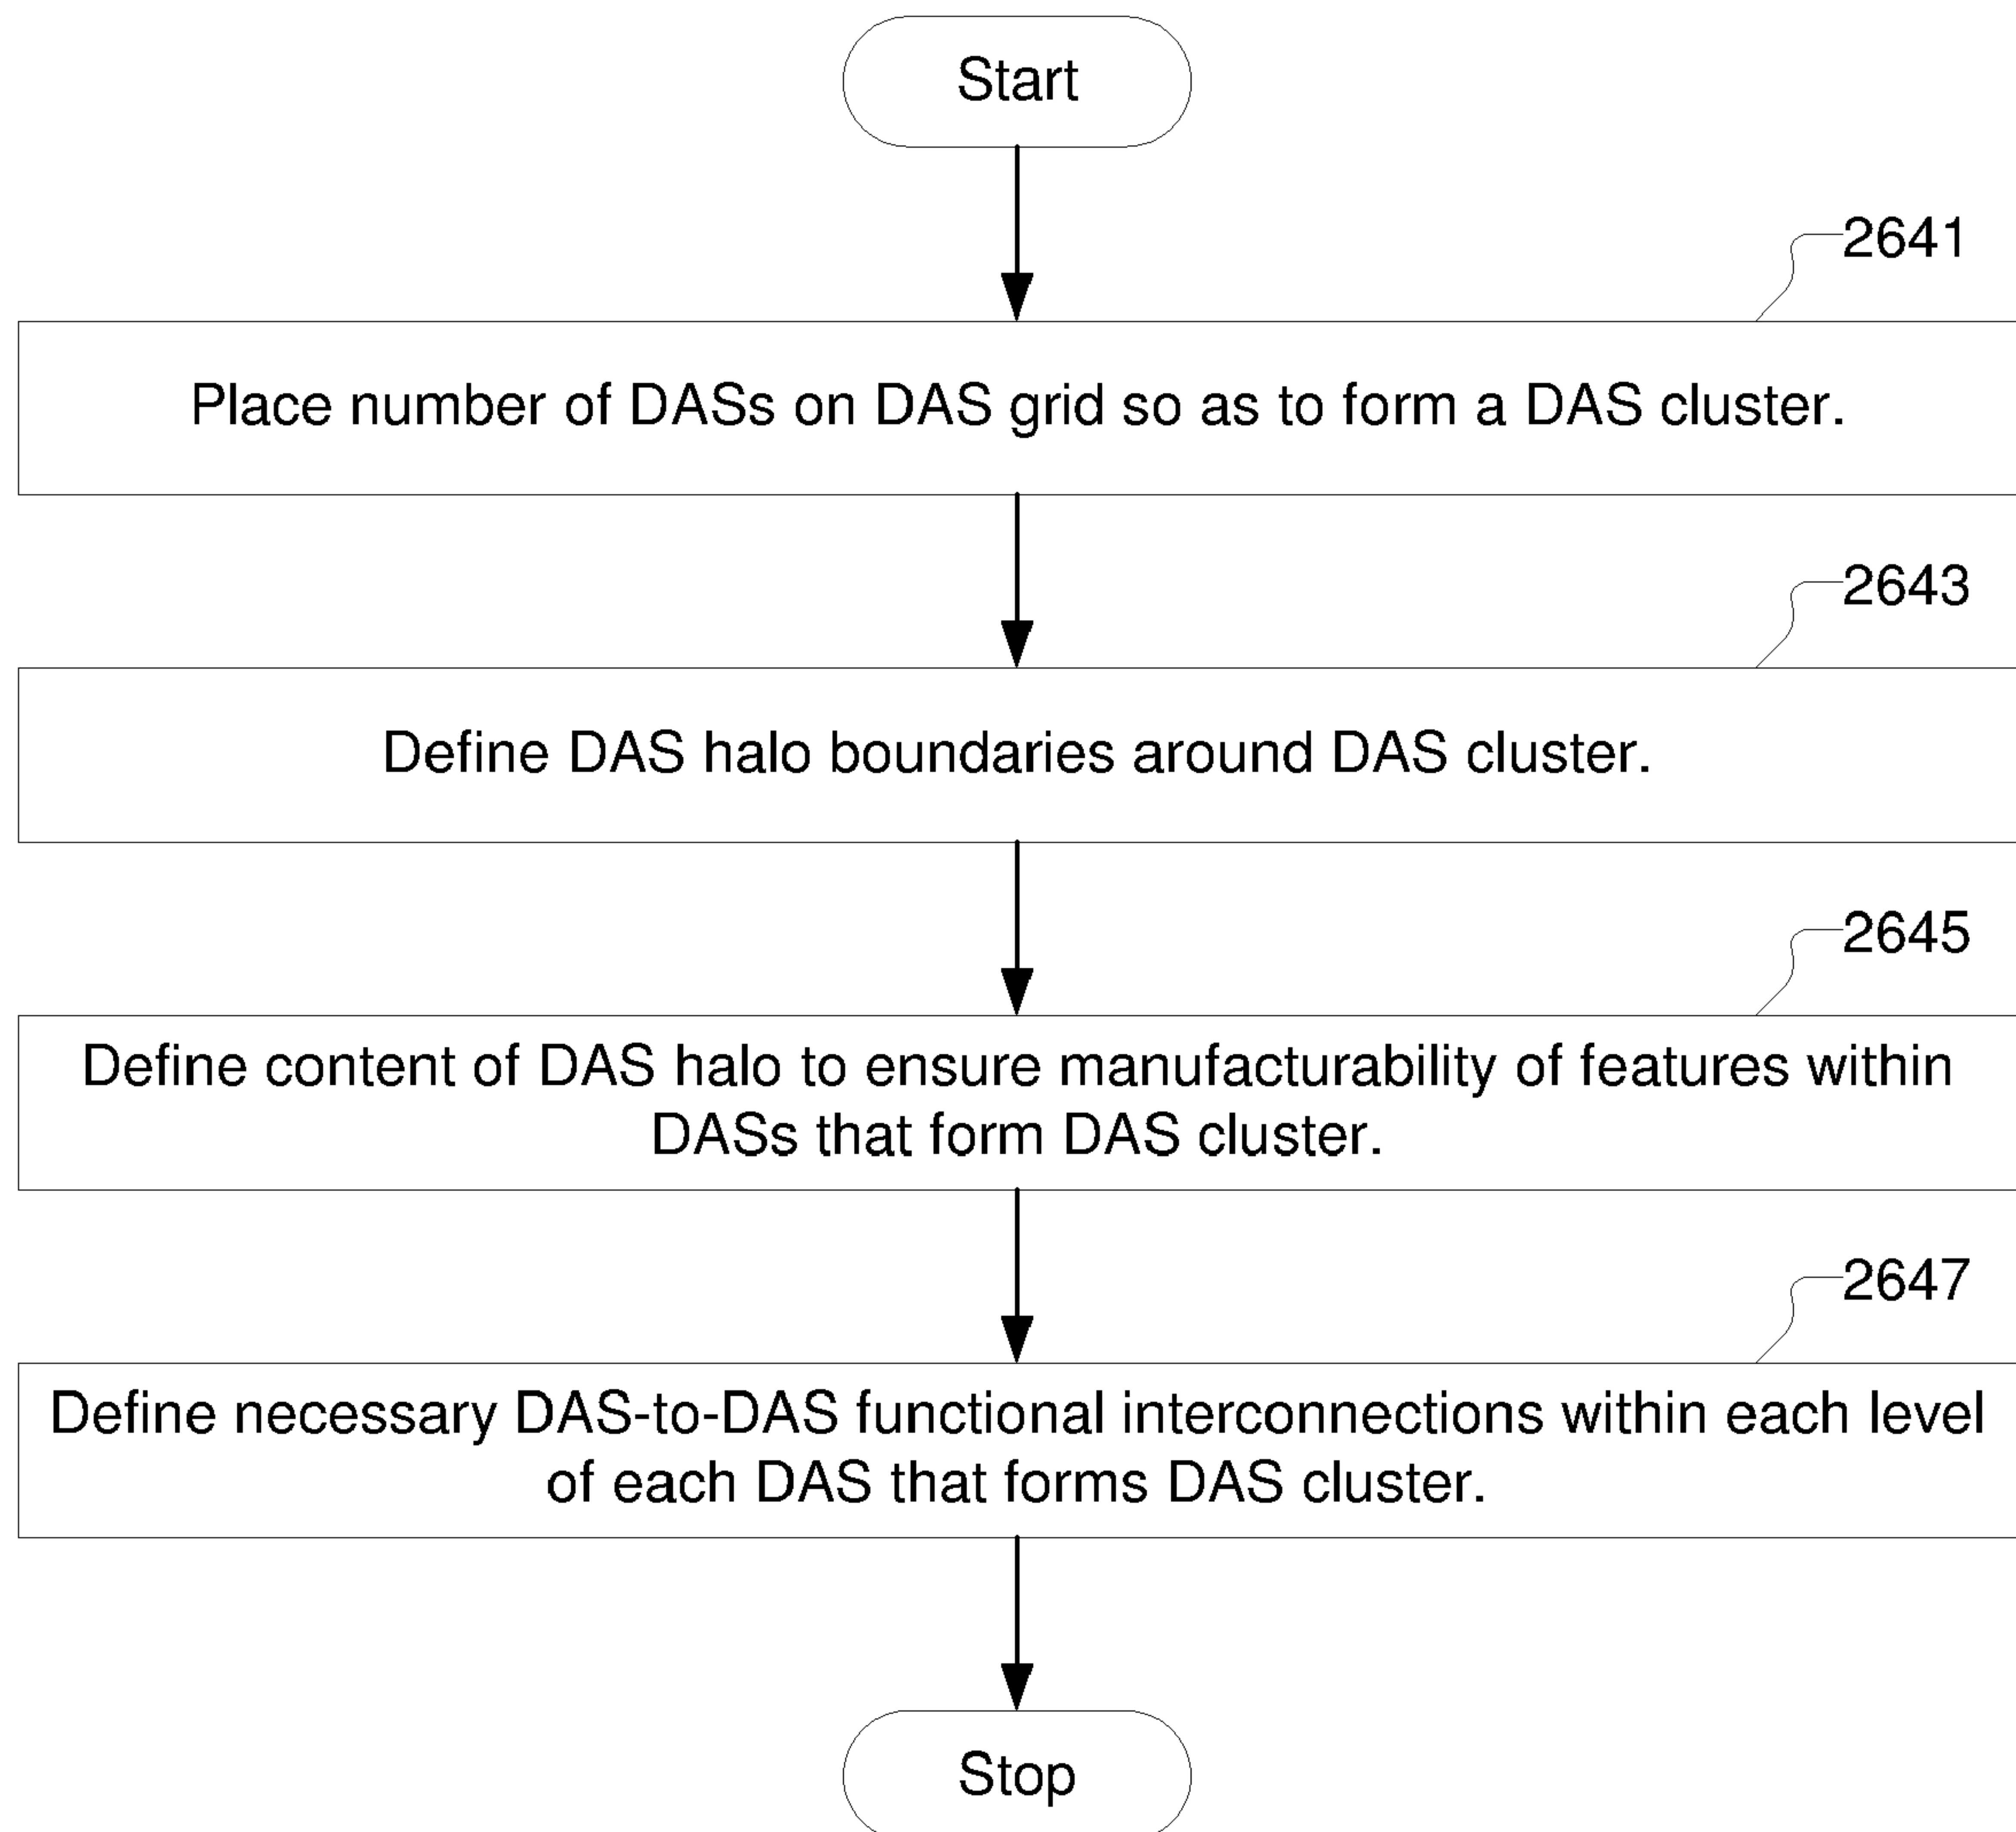 Start
2641
Place number of DASs on DAS grid so as to form a DAS cluster.
2643
Define DAS halo boundaries around DAS cluster.
2645
Define content of DAS halo to ensure manufacturability of features within
DASs that form DAS cluster.
2647
Define necessary DAS-to-DAS functional interconnections within each level
of each DAS that forms DAS cluster.
Stop